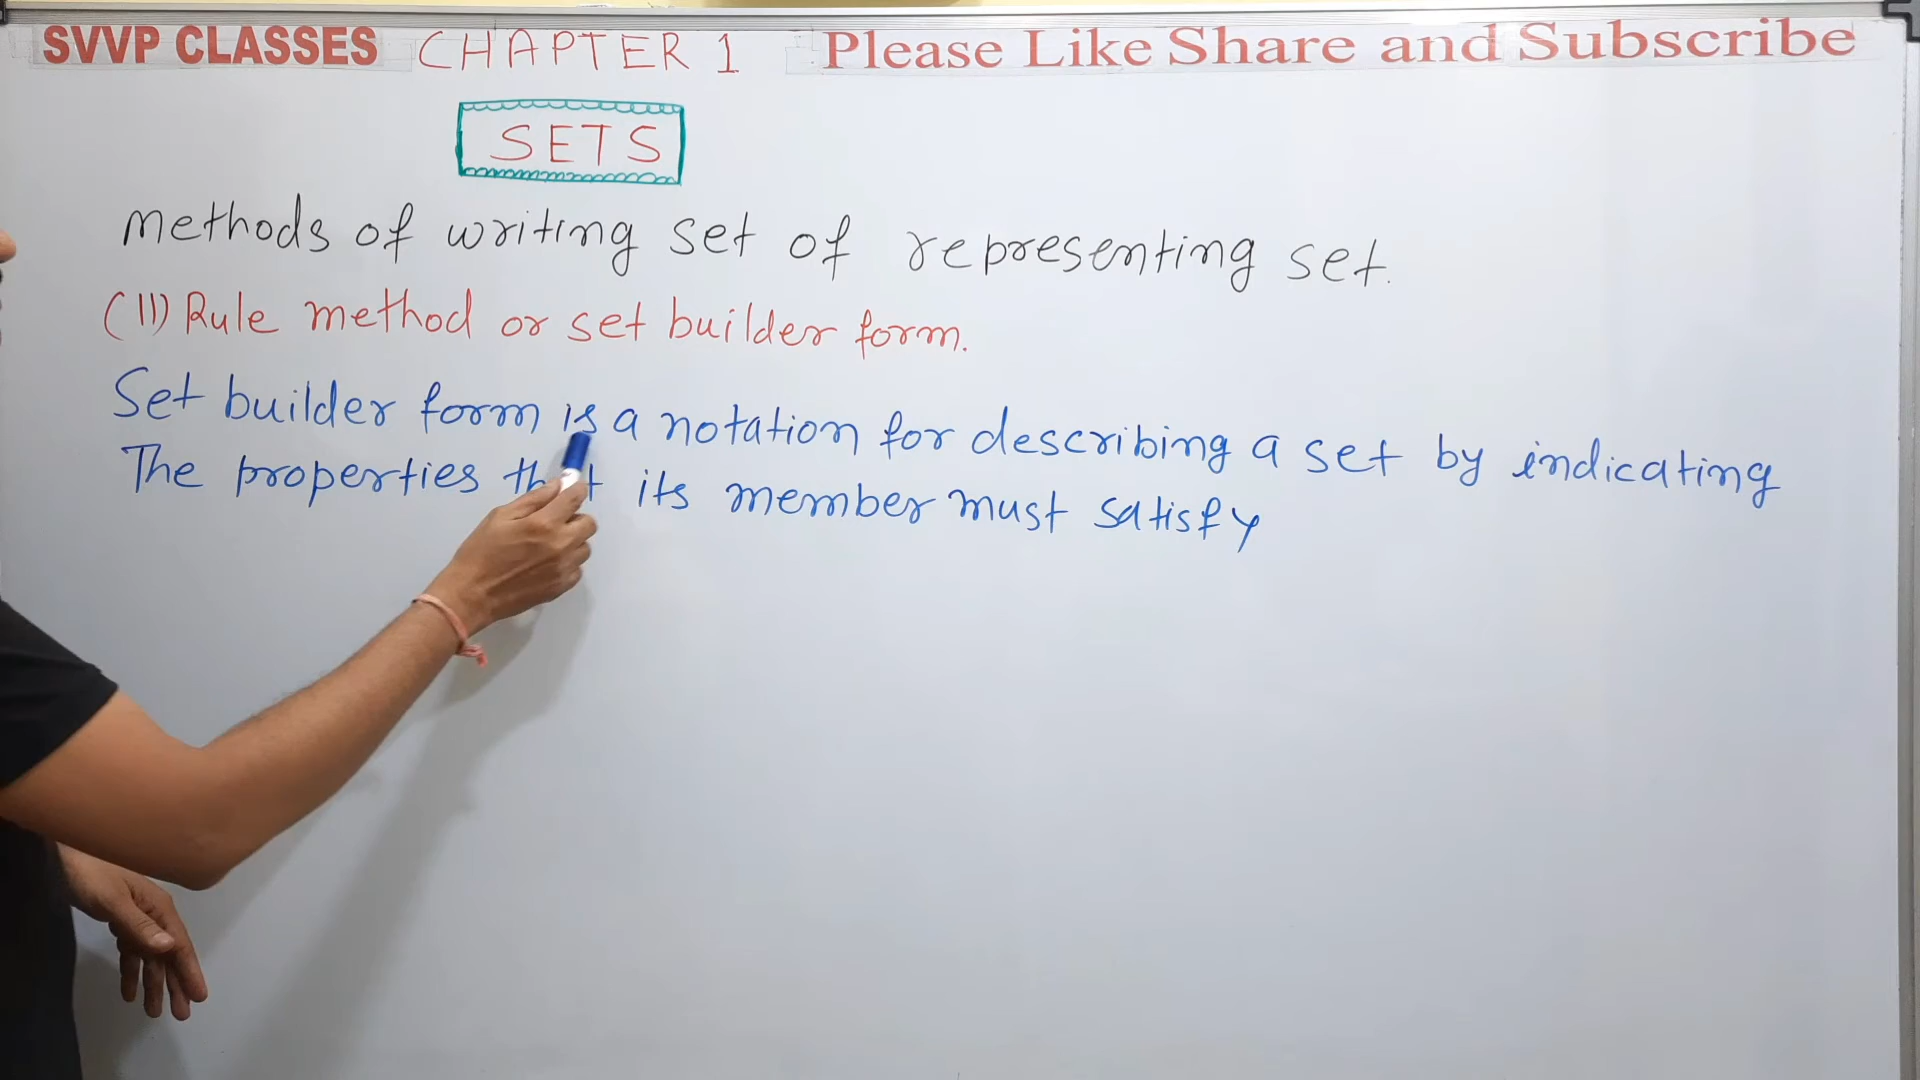 SVVP CLASSES CHAPTER 1 Please Like Share and Subscribe
SETS
Methods of writing set of representing set.
(II) Rule method or set builder form.
Set builder form is a notation for describing a set by indicating
The properties that its member must satisfy